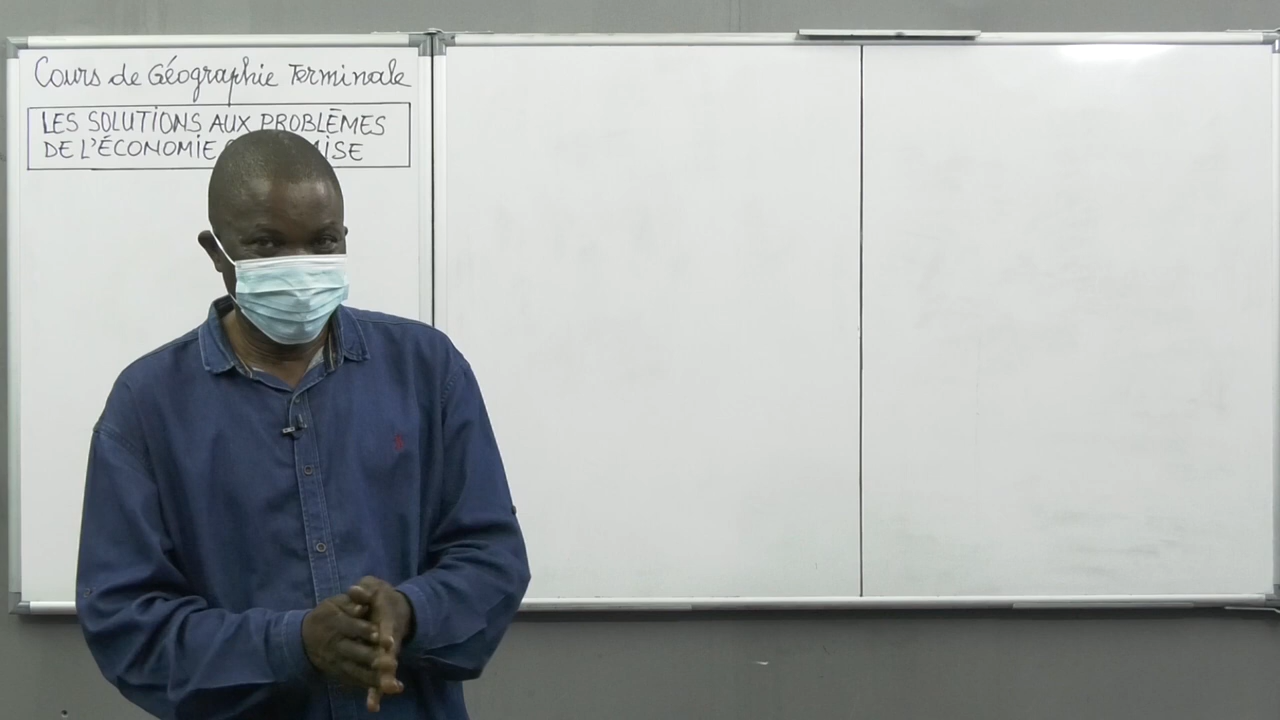 Cours de Géographie Terminale
LES SOLUTIONS AUX PROBLÈMES
DE L'ÉCONOMIE